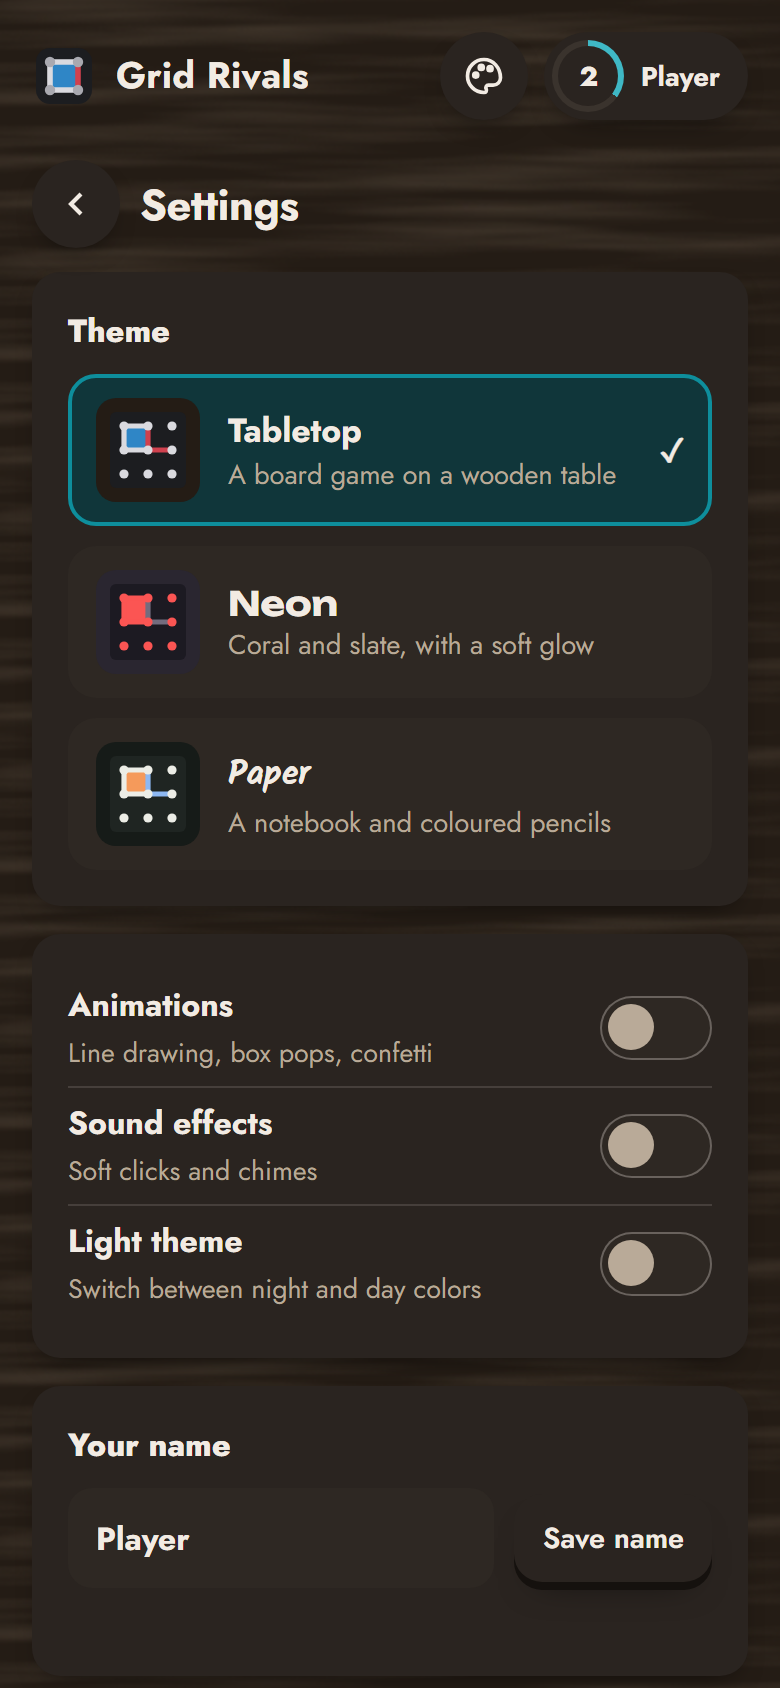 Grid Rivals
2
Player
Settings
Theme
Tabletop
A board game on a wooden table
Neon
Coral and slate, with a soft glow
Paper
A notebook and coloured pencils
Animations
Line drawing, box pops, confetti
Sound effects
Soft clicks and chimes
Light theme
Switch between night and day colors
Your name
Player
Save name